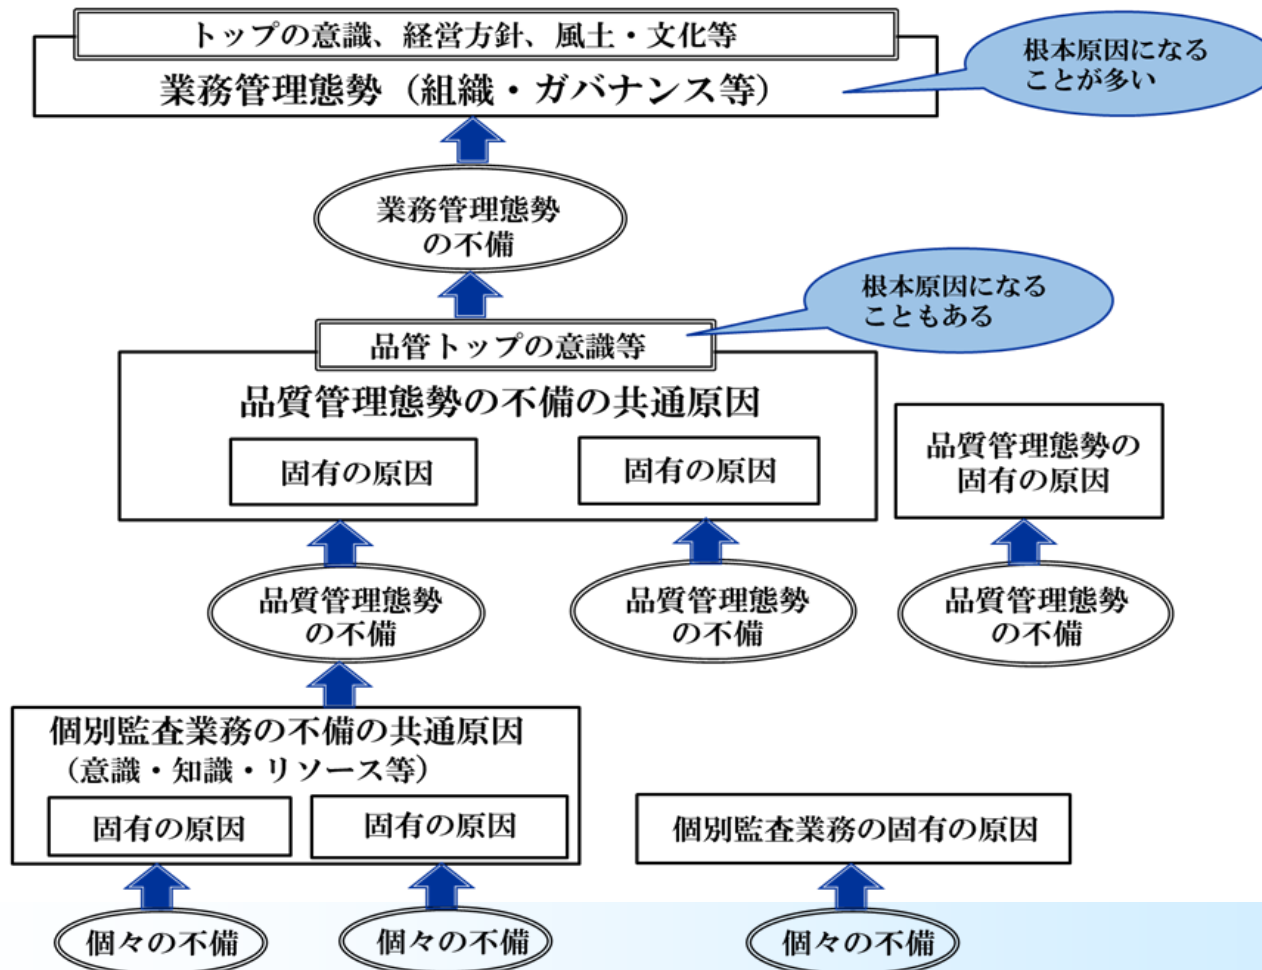 トップの意識、経営方針、風土・文化等
業務管理態勢（組織・ガバナンス等）
根本原因になる
ことが多い
業務管理態勢
の不備
根本原因になる
こともある
品管トップの意識等
品質管理態勢の不備の共通原因
固有の原因
固有の原因
品質管理態勢の
固有の原因
品質管理態勢
の不備
品質管理態勢
の不備
品質管理態勢
の不備
個別監査業務の不備の共通原因
（意識・知識・リソース等）
固有の原因
固有の原因
個別監査業務の固有の原因
個々の不備
個々の不備
個々の不備